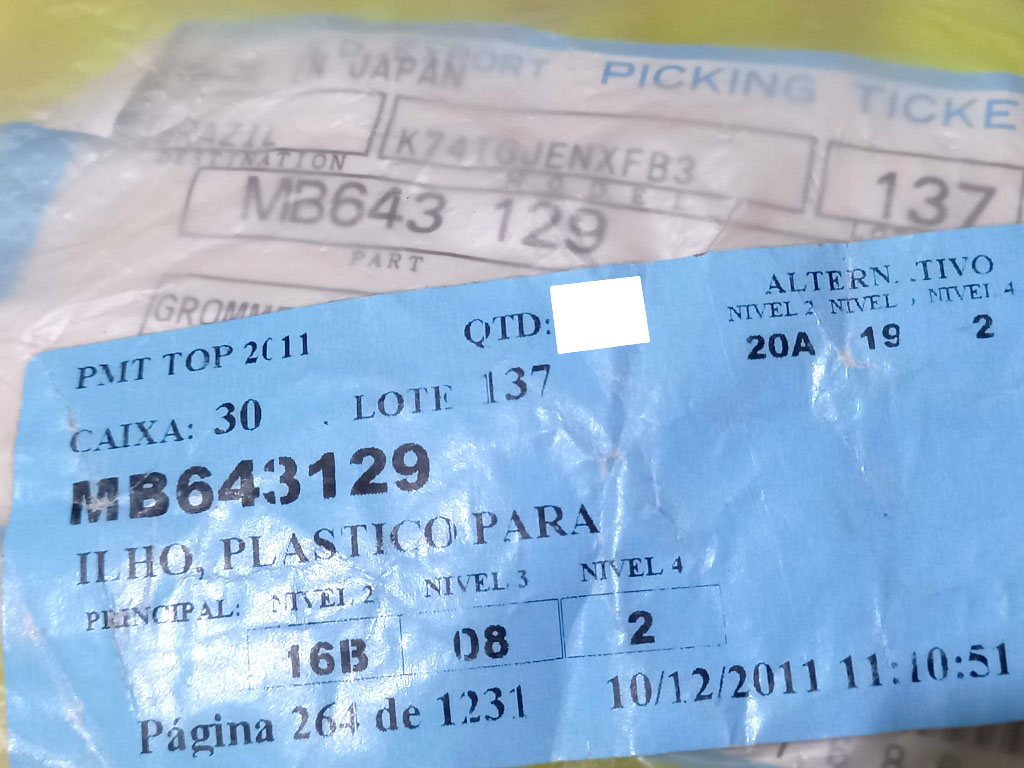 IN JAPAN
PICKING TICKE
BRAZIL K74TGJENXFB3 137
DESTINATION MODEL
MB643 129
PART
GROMME
PMT TOP 2011 QTD:
ALTERN. .TIVO
NIVEL 2 NIVEL NIVEL 4
20A 19 2
CAIXA: 30 LOTE 137
MB643129
ILHO, PLASTICO PARA
PRINCIPAL: NIVEL 2 NIVEL 3 NIVEL 4
16B 08 2
Página 264 de 1231 10/12/2011 11:10:51